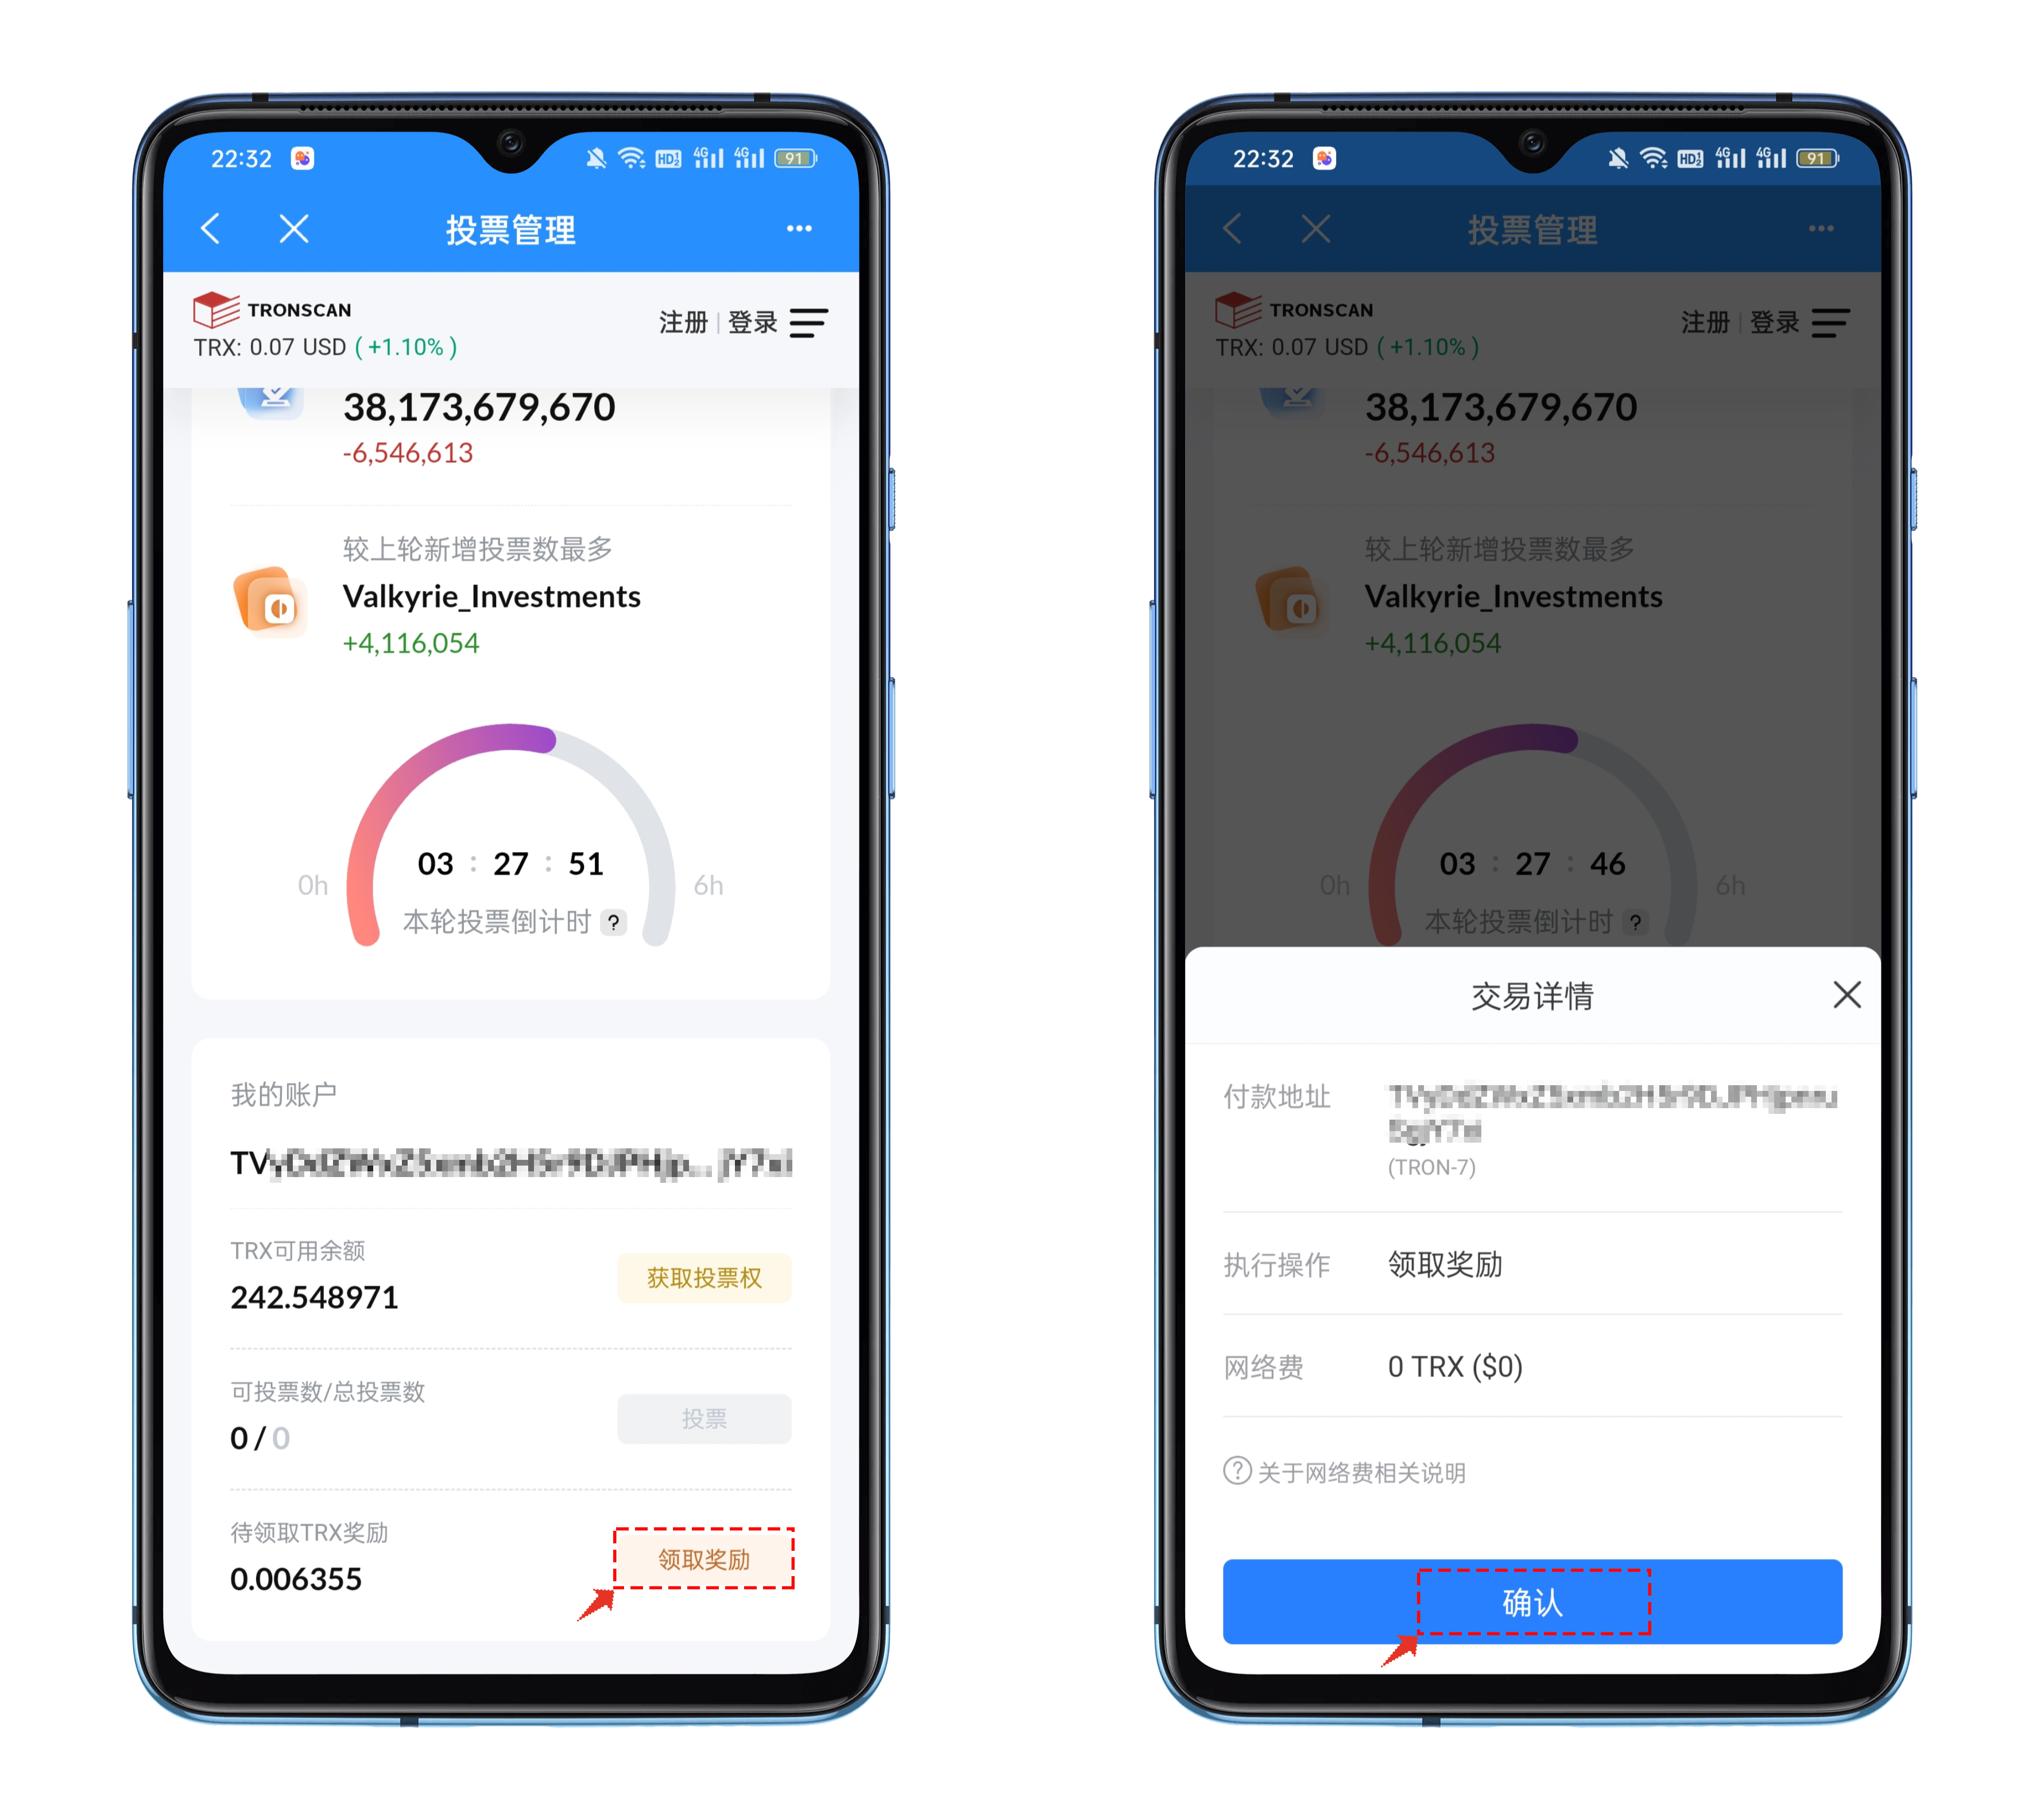 22:32
HD1 2 4G 4G 91
投票管理
TRONSCAN
TRX: 0.07 USD ( +1.10% )
注册 | 登录
38,173,679,670
-6,546,613
较上轮新增投票数最多
Valkyrie_Investments
+4,116,054
0h
03 : 27 : 51
6h
本轮投票倒计时 ?
我的账户
TRX可用余额
242.548971
获取投票权
可投票数/总投票数
0 / 0
投票
待领取TRX奖励
0.006355
领取奖励
22:32
HD1 2 4G 4G 91
投票管理
TRONSCAN
TRX: 0.07 USD ( +1.10% )
注册 | 登录
38,173,679,670
-6,546,613
较上轮新增投票数最多
Valkyrie_Investments
+4,116,054
0h
03 : 27 : 46
6h
本轮投票倒计时 ?
交易详情
付款地址
(TRON-7)
执行操作 领取奖励
网络费 0 TRX ($0)
? 关于网络费相关说明
确认